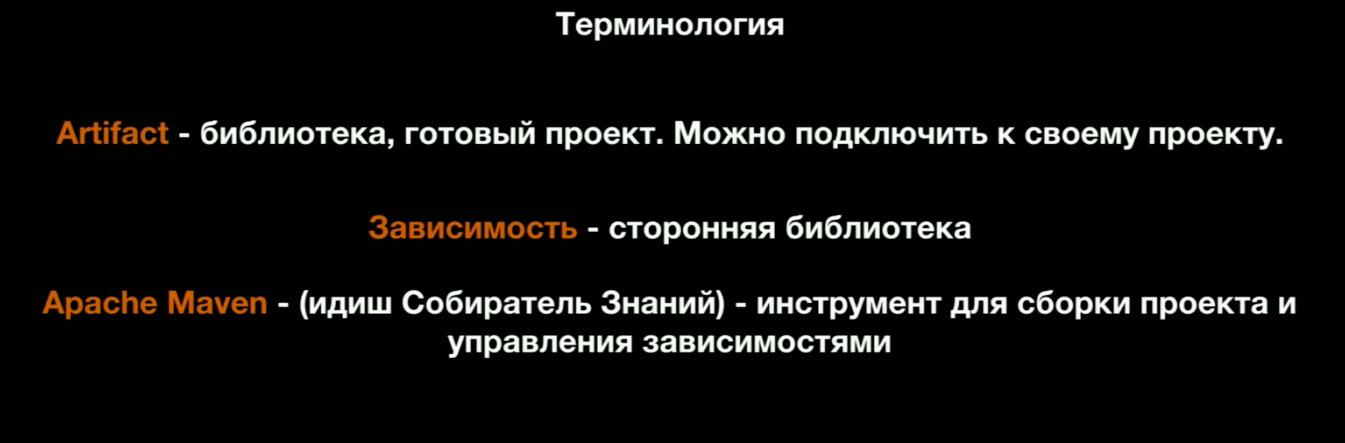 Терминология
Artifact - библиотека, готовый проект. Можно подключить к своему проекту.
Зависимость - сторонняя библиотека
Apache Maven - (идиш Собиратель Знаний) - инструмент для сборки проекта и
управления зависимостями